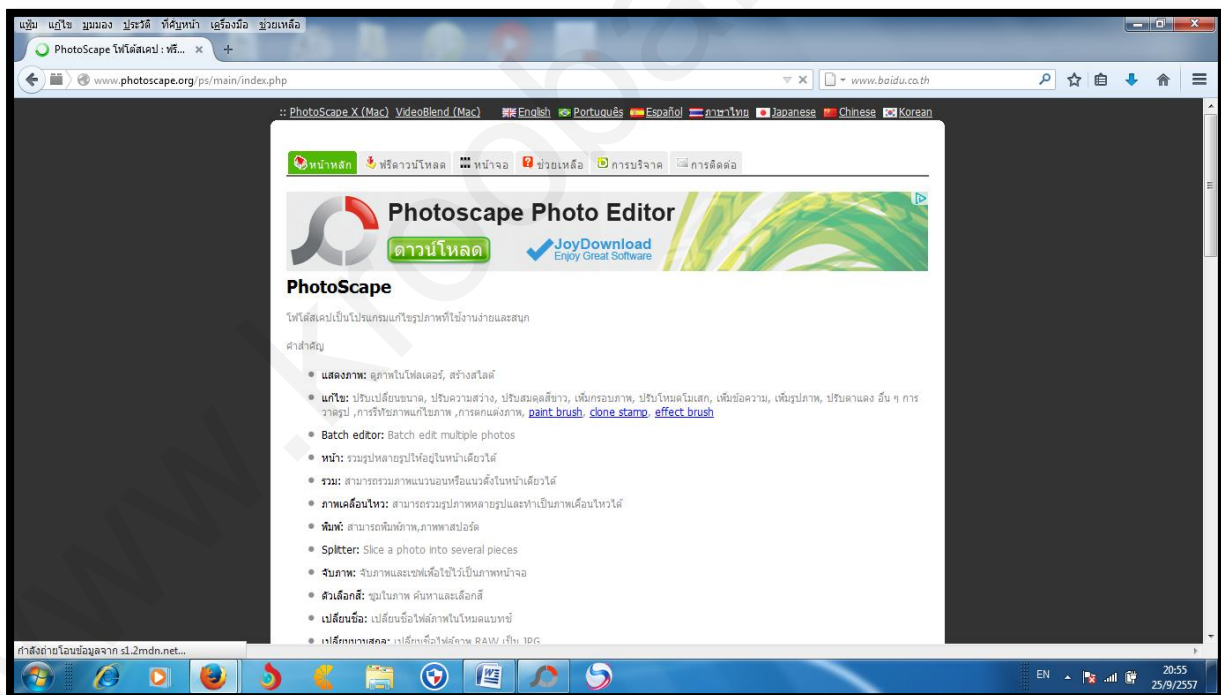 แฟ้ม แก้ไข มุมมอง ประวัติ ที่คั่นหน้า เครื่องมือ ช่วยเหลือ
PhotoScape โฟโต้สเคป : ฟรี... × +
www.photoscape.org/ps/main/index.php www.baidu.co.th
:: PhotoScape X (Mac) VideoBlend (Mac) English Português Español ภาษาไทย Japanese Chinese Korean
หน้าหลัก ฟรีดาวน์โหลด หน้าจอ ช่วยเหลือ การบริจาค การติดต่อ
Photoscape Photo Editor
ดาวน์โหลด JoyDownload
Enjoy Great Software
PhotoScape
โฟโต้สเคปเป็นโปรแกรมแก้ไขรูปภาพที่ใช้งานง่ายและสนุก
คำสำคัญ
แสดงภาพ: ดูภาพในโฟลเดอร์, สร้างสไลด์
แก้ไข: ปรับเปลี่ยนขนาด, ปรับความสว่าง, ปรับสมดุลสีขาว, เพิ่มกรอบภาพ, ปรับโหมดโมเสก, เพิ่มข้อความ, เพิ่มรูปภาพ, ปรับตาแดง อื่น ๆ การ
วาดรูป ,การรีทัชภาพแก้ไขภาพ ,การตกแต่งภาพ, paint brush, clone stamp, effect brush
Batch editor: Batch edit multiple photos
หน้า: รวมรูปหลายรูปให้อยู่ในหน้าเดียวได้
รวม: สามารถรวมภาพแนวนอนหรือแนวตั้งในหน้าเดียวได้
ภาพเคลื่อนไหว: สามารถรวมรูปภาพหลายรูปและทำเป็นภาพเคื่อนไหวได้
พิมพ์: สามารถพิมพ์ภาพ,ภาพพาสปอร์ต
Splitter: Slice a photo into several pieces
จับภาพ: จับภาพและเซฟเพื่อใช้ไว้เป็นภาพหน้าจอ
ตัวเลือกสี: ซูมในภาพ ค้นหาและเลือกสี
เปลี่ยนชื่อ: เปลี่ยนชื่อไฟล์ภาพในโหมดแบทช์
เปลี่ยนนามสกุล: เปลี่ยนชื่อไฟล์ภาพ RAW เป็น JPG
กำลังถ่ายโอนข้อมูลจาก s1.2mdn.net...
EN 20:55
25/9/2557